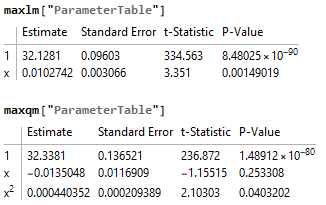 maxlm["ParameterTable"]
Estimate Standard Error t-Statistic P-Value
1 32.1281 0.09603 334.563 8.48025×10⁻⁹⁰
x 0.0102742 0.003066 3.351 0.00149019
maxqm["ParameterTable"]
Estimate Standard Error t-Statistic P-Value
1 32.3381 0.136521 236.872 1.48912×10⁻⁸⁰
x −0.0135048 0.0116909 −1.15515 0.253308
x² 0.000440352 0.000209389 2.10303 0.0403202